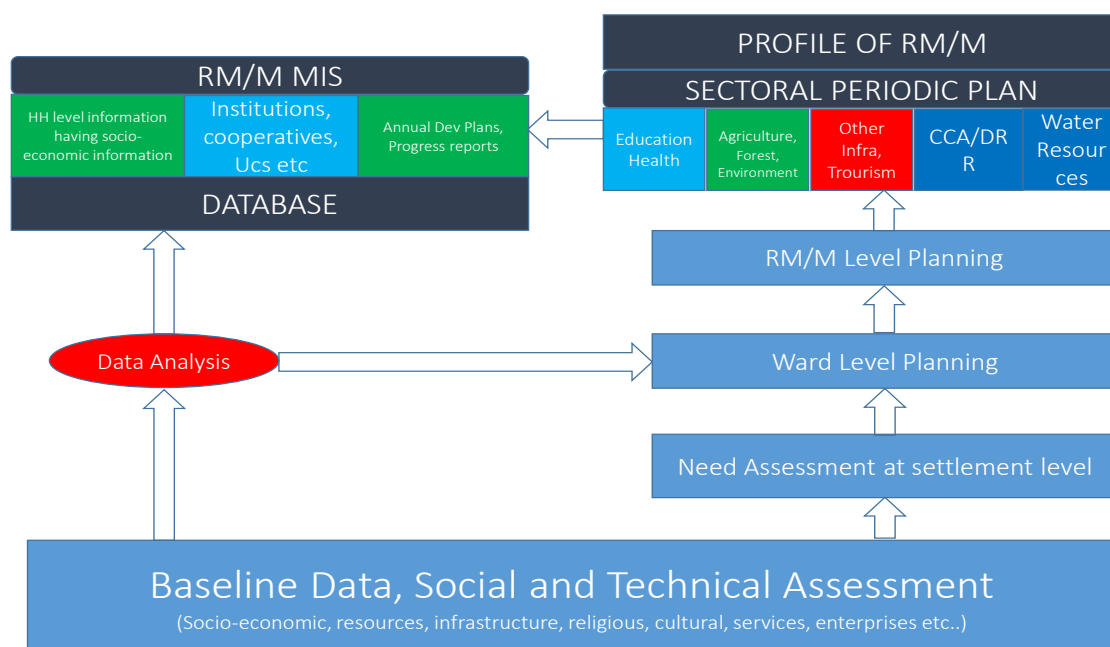 RM/M MIS
HH level information
having socio-
economic information
Institutions,
cooperatives,
Ucs etc
Annual Dev Plans,
Progress reports
DATABASE
PROFILE OF RM/M
SECTORAL PERIODIC PLAN
Education
Health
Agriculture,
Forest,
Environment
Other
Infra,
Trourism
CCA/DR
R
Water
Resour
ces
RM/M Level Planning
Data Analysis
Ward Level Planning
Need Assessment at settlement level
Baseline Data, Social and Technical Assessment
(Socio-economic, resources, infrastructure, religious, cultural, services, enterprises etc..)